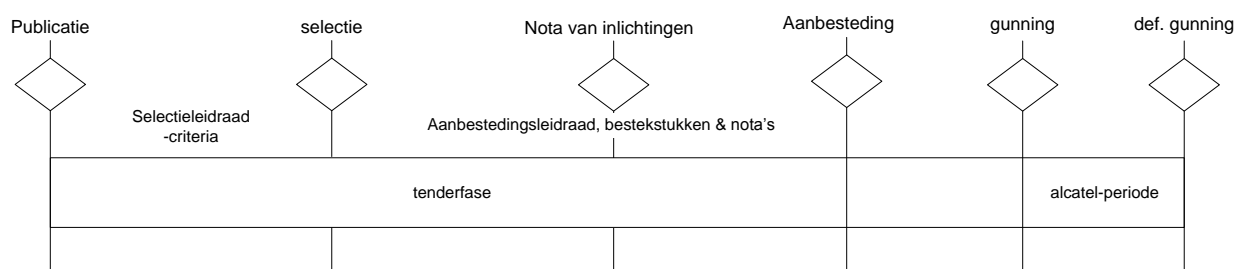 Publicatie
selectie
Nota van inlichtingen
Aanbesteding
gunning
def. gunning
Selectieleidraad
-criteria
Aanbestedingsleidraad, bestekstukken & nota's
tenderfase
alcatel-periode